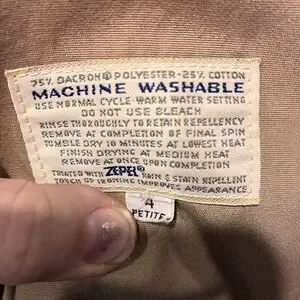 75% DACRON® POLYESTER-25% COTTON
MACHINE WASHABLE
USE NORMAL CYCLE-WARM WATER SETTING
DO NOT USE BLEACH
RINSE THOROUGHLY TO RETAIN REPELLENCY
REMOVE AT COMPLETION OF FINAL SPIN
TUMBLE DRY 10 MINUTES AT LOWEST HEAT
FINISH DRYING AT MEDIUM HEAT
REMOVE ONCE UPON COMPLETION
TREATED WITH ZEPEL® RAIN & STAIN REPELLENT
TOUCH UP IRONING IMPROVES APPEARANCE
4
PETITE